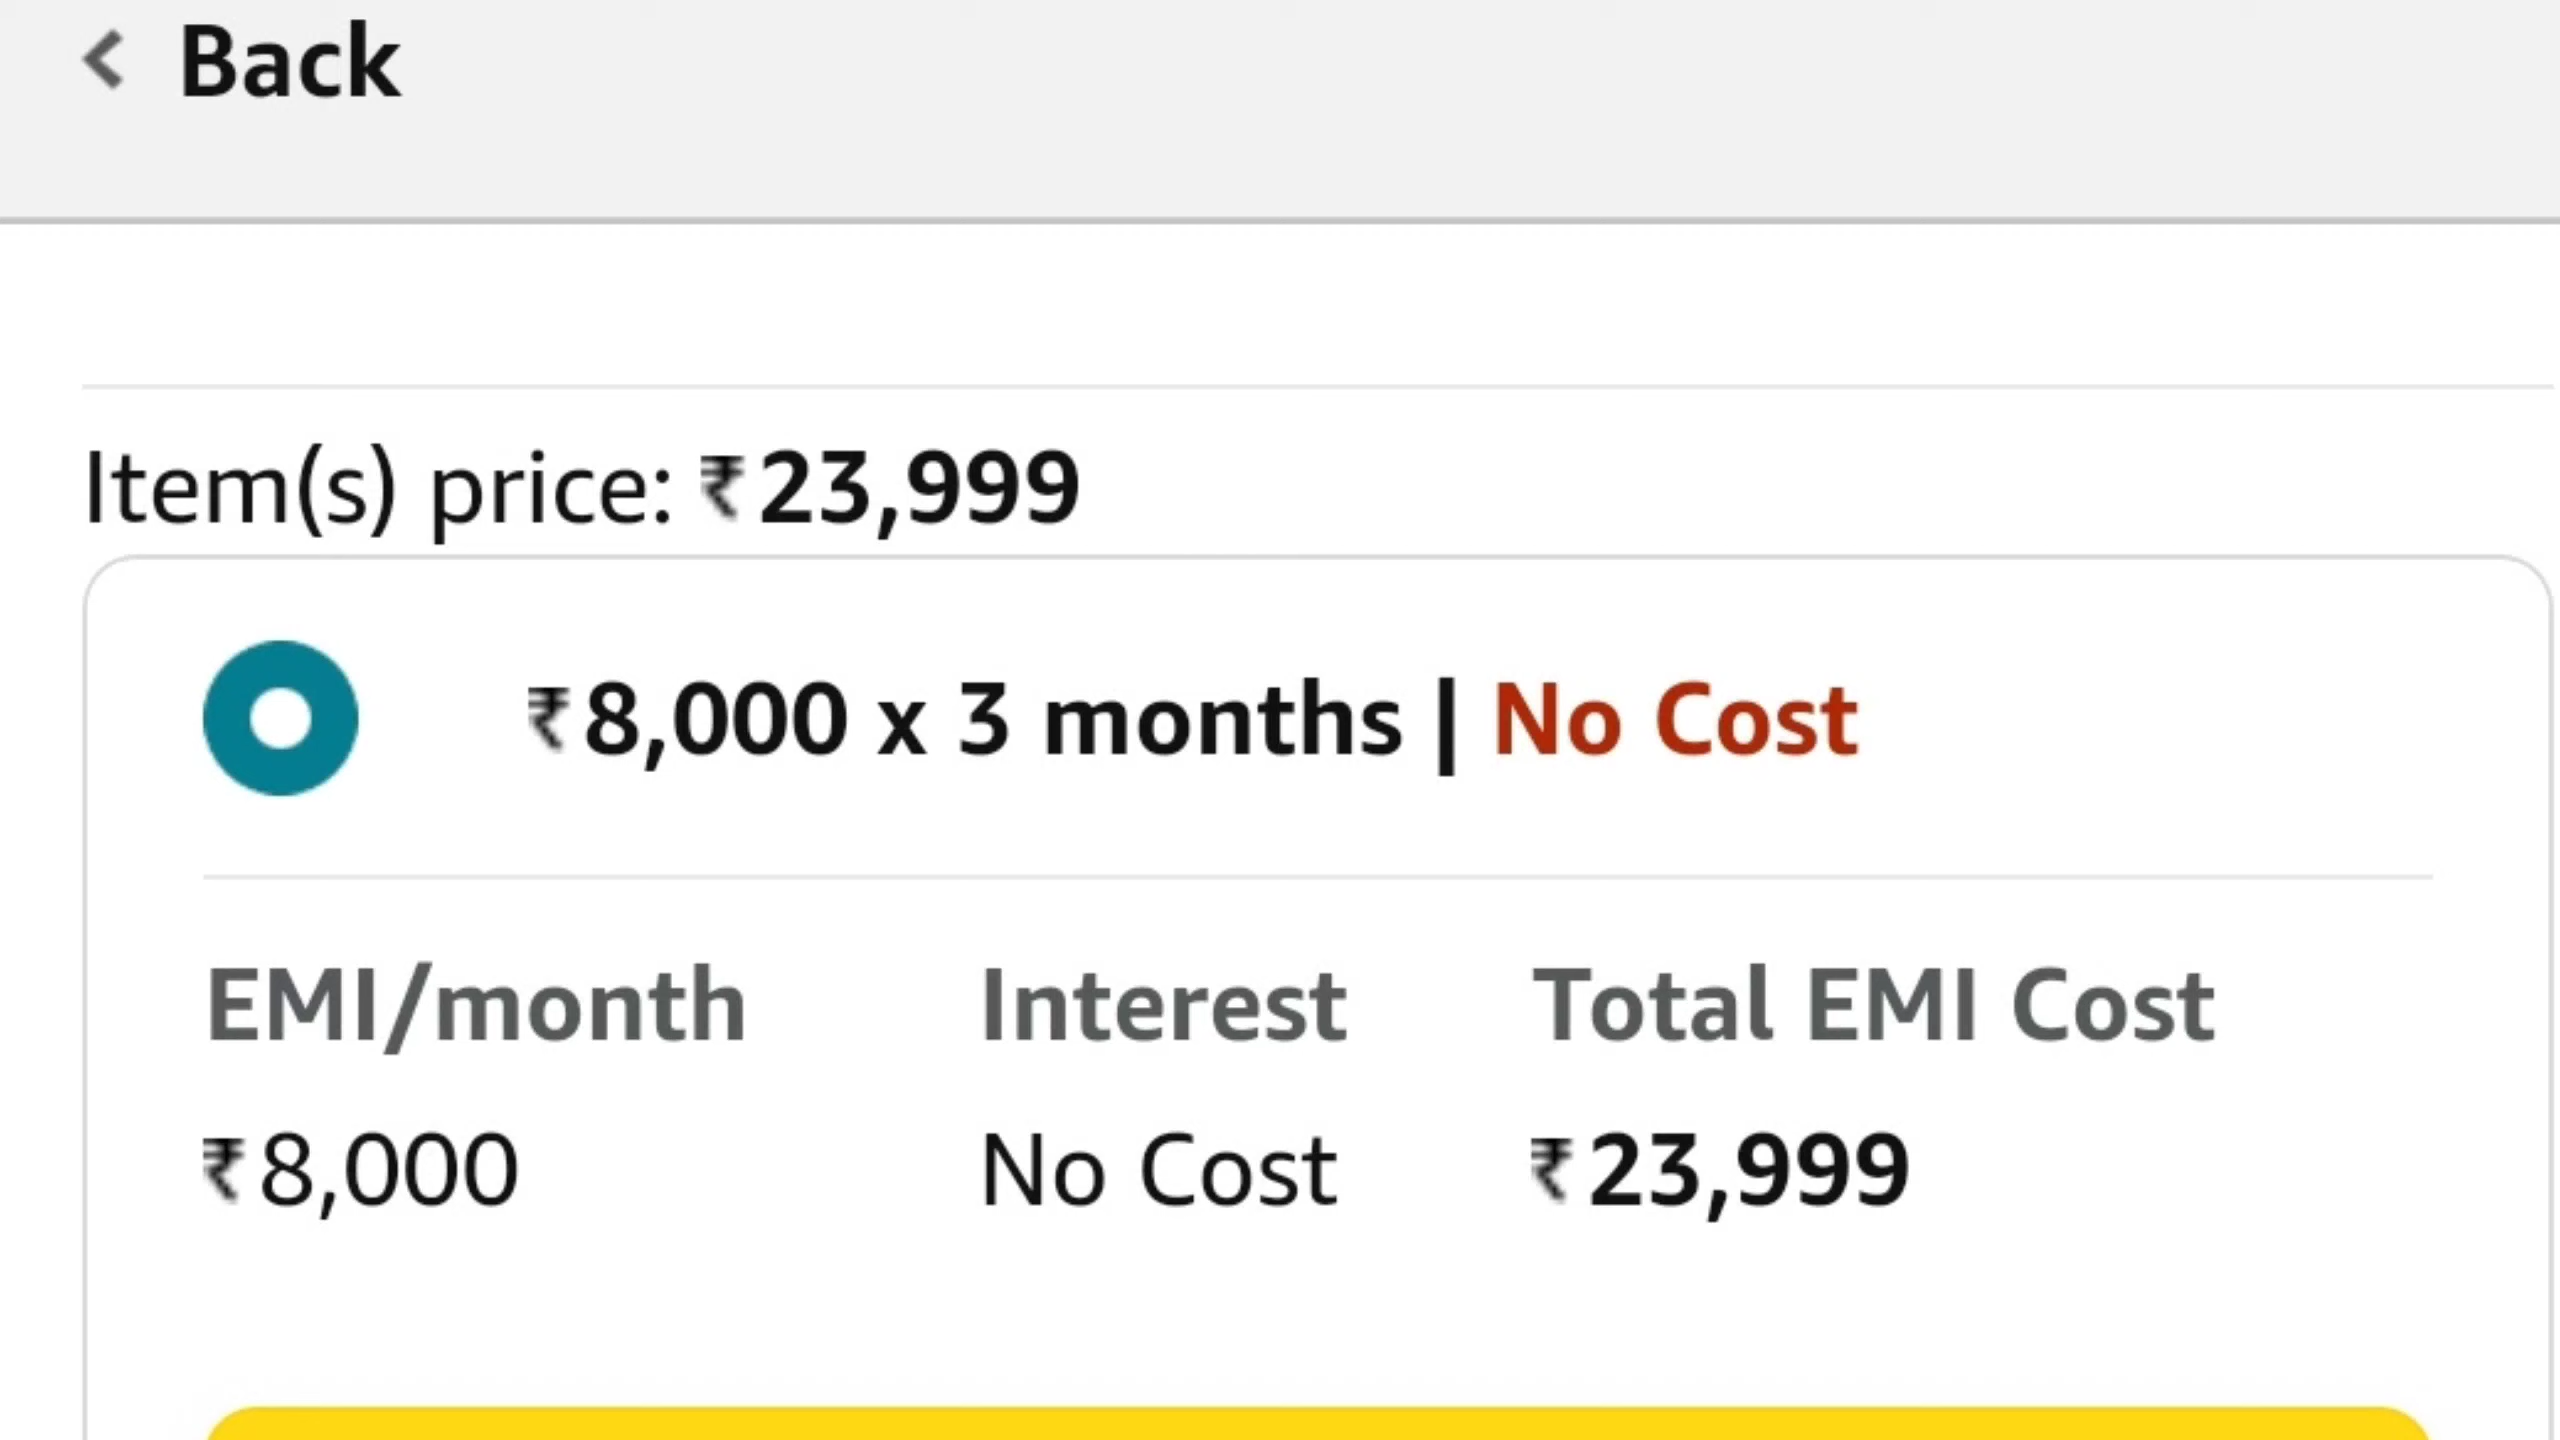 Back
Item(s) price: ₹23,999
₹8,000 x 3 months | No Cost
EMI/month Interest Total EMI Cost
₹8,000 No Cost ₹23,999